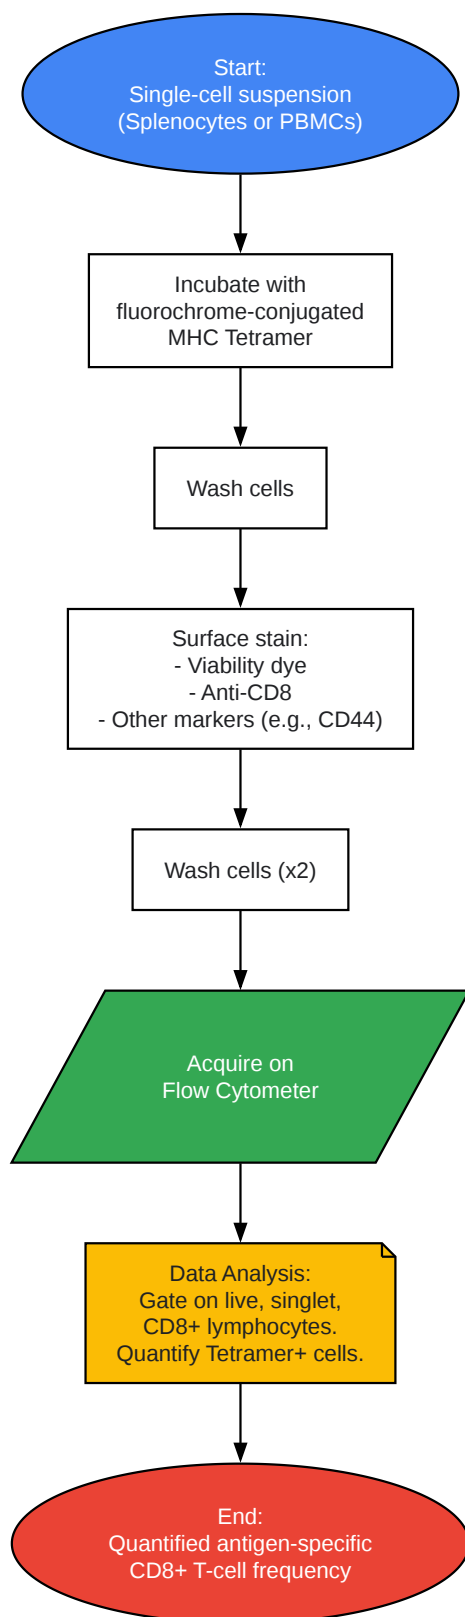 Start:
Single-cell suspension
(Splenocytes or PBMCs)
Incubate with
fluorochrome-conjugated
MHC Tetramer
Wash cells
Surface stain:
- Viability dye
- Anti-CD8
- Other markers (e.g., CD44)
Wash cells (x2)
Acquire on
Flow Cytometer
Data Analysis:
Gate on live, singlet,
CD8+ lymphocytes.
Quantify Tetramer+ cells.
End:
Quantified antigen-specific
CD8+ T-cell frequency